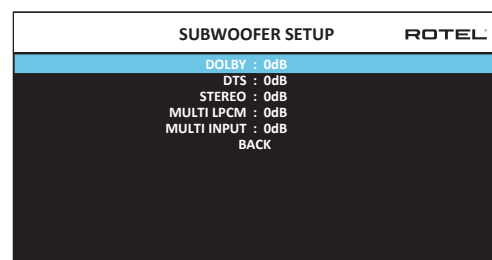 SUBWOOFER SETUP ROTEL
DOLBY : 0dB
DTS : 0dB
STEREO : 0dB
MULTI LPCM : 0dB
MULTI INPUT : 0dB
BACK